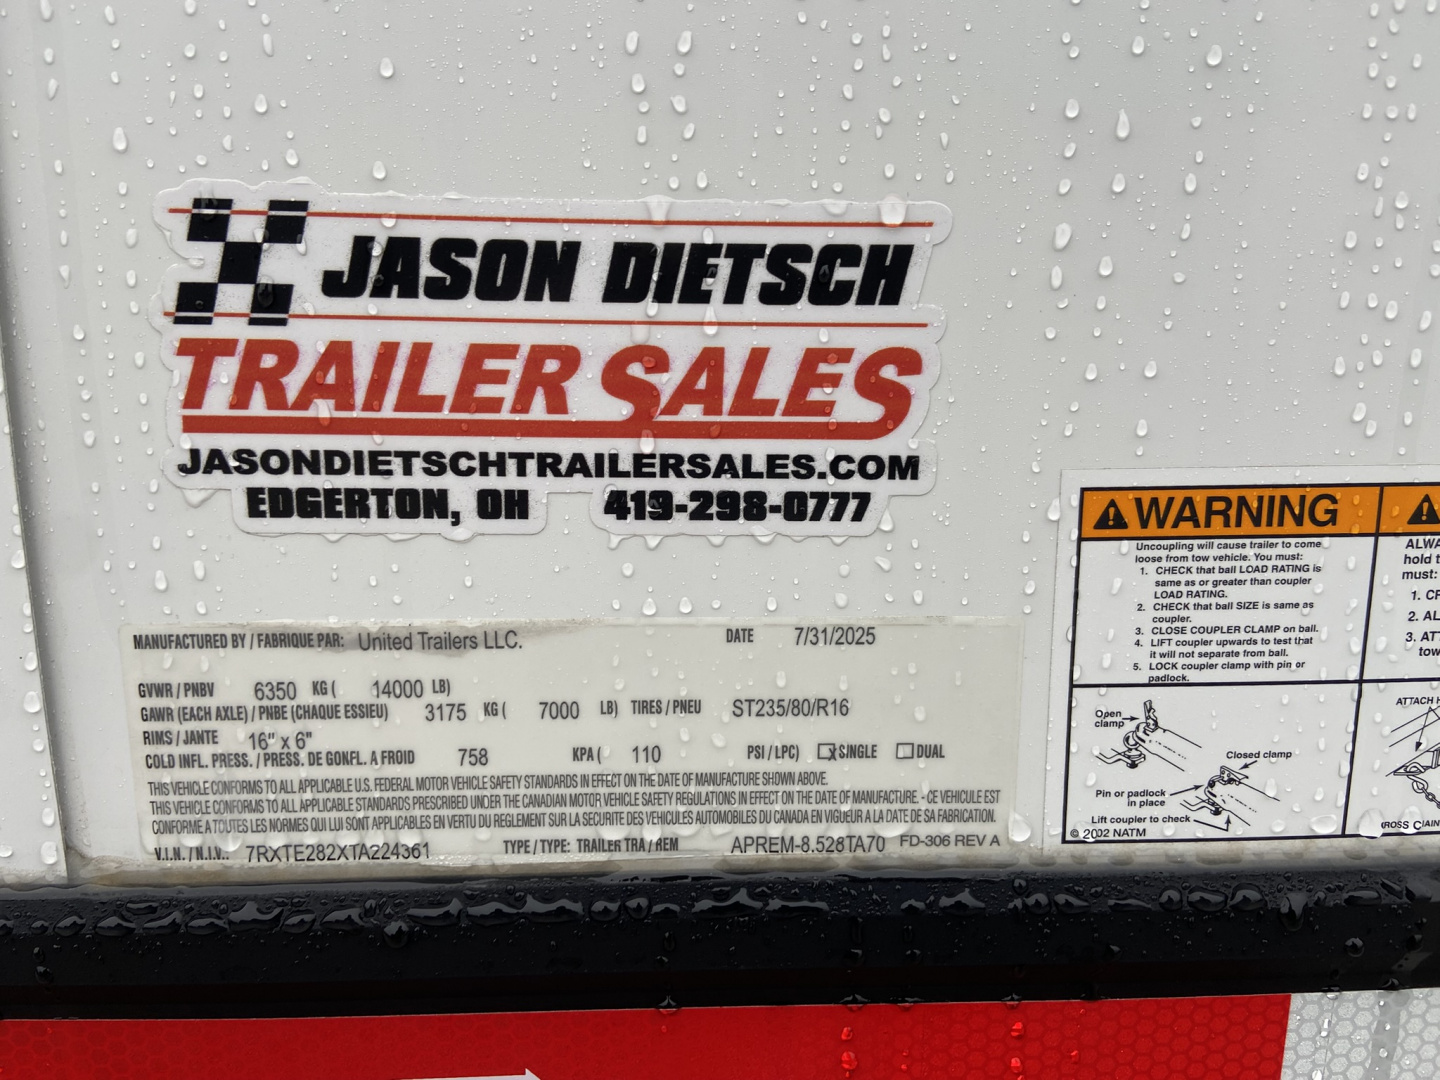 JASON DIETSCH
TRAILER SALES
JASONDIETSCHTRAILERSALES.COM
EDGERTON, OH 419-298-0777
MANUFACTURED BY / FABRIQUE PAR: United Trailers LLC. DATE 7/31/2025
GVWR / PNBV 6350 KG ( 14000 LB)
GAWR (EACH AXLE) / PNBE (CHAQUE ESSIEU) 3175 KG ( 7000 LB) TIRES / PNEU ST235/80/R16
RIMS / JANTE 16" x 6"
COLD INFL. PRESS. / PRESS. DE GONFL. A FROID 758 KPA ( 110 PSI / LPC) X SINGLE DUAL
THIS VEHICLE CONFORMS TO ALL APPLICABLE U.S. FEDERAL MOTOR VEHICLE SAFETY STANDARDS IN EFFECT ON THE DATE OF MANUFACTURE SHOWN ABOVE.
THIS VEHICLE CONFORMS TO ALL APPLICABLE STANDARDS PRESCRIBED UNDER THE CANADIAN MOTOR VEHICLE SAFETY REGULATIONS IN EFFECT ON THE DATE OF MANUFACTURE. - CE VEHICULE EST
CONFORME A TOUTES LES NORMES QUI LUI SONT APPLICABLES EN VERTU DU REGLEMENT SUR LA SECURITE DES VEHICULES AUTOMOBILES DU CANADA EN VIGUEUR A LA DATE DE SA FABRICATION.
V.I.N. / N.I.V.: 7RXTE282XTA224361 TYPE / TYPE: TRAILER TRA / REM APREM-8.528TA70 FD-306 REV A
WARNING
Uncoupling will cause trailer to come
loose from tow vehicle. You must:
1. CHECK that ball LOAD RATING is
same as or greater than coupler
LOAD RATING.
2. CHECK that ball SIZE is same as
coupler.
3. CLOSE COUPLER CLAMP on ball.
4. LIFT coupler upwards to test that
it will not separate from ball.
5. LOCK coupler clamp with pin or
padlock.
Open
clamp
Closed clamp
Pin or padlock
in place
Lift coupler to check
© 2002 NATM
ALWA
hold t
must:
1. CR
2. AL
3. ATT
tow
ATTACH H